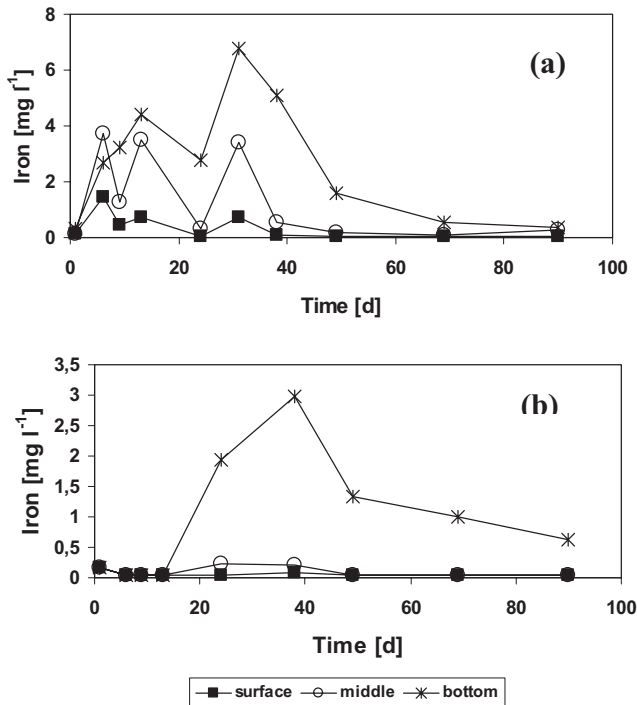 8
6
4
2
0
Iron [mg l⁻¹]
(a)
0 20 40 60 80 100
Time [d]
3,5
3
2,5
2
1,5
1
0,5
0
Iron [mg l⁻¹]
(b)
0 20 40 60 80 100
Time [d]
surface middle bottom